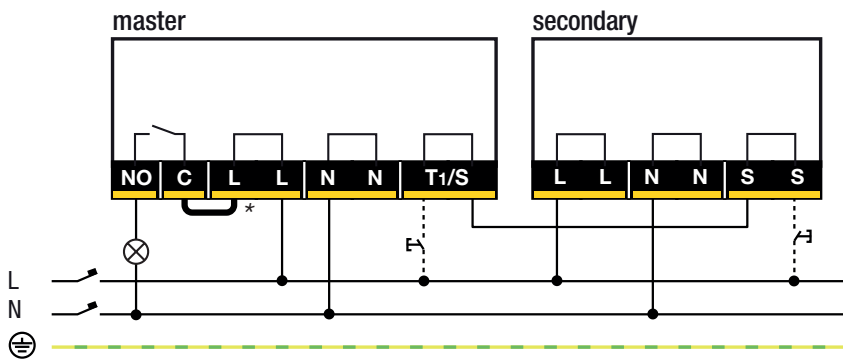 master
secondary
NO C L L N N T1/S
L L N N S S
*
L
N